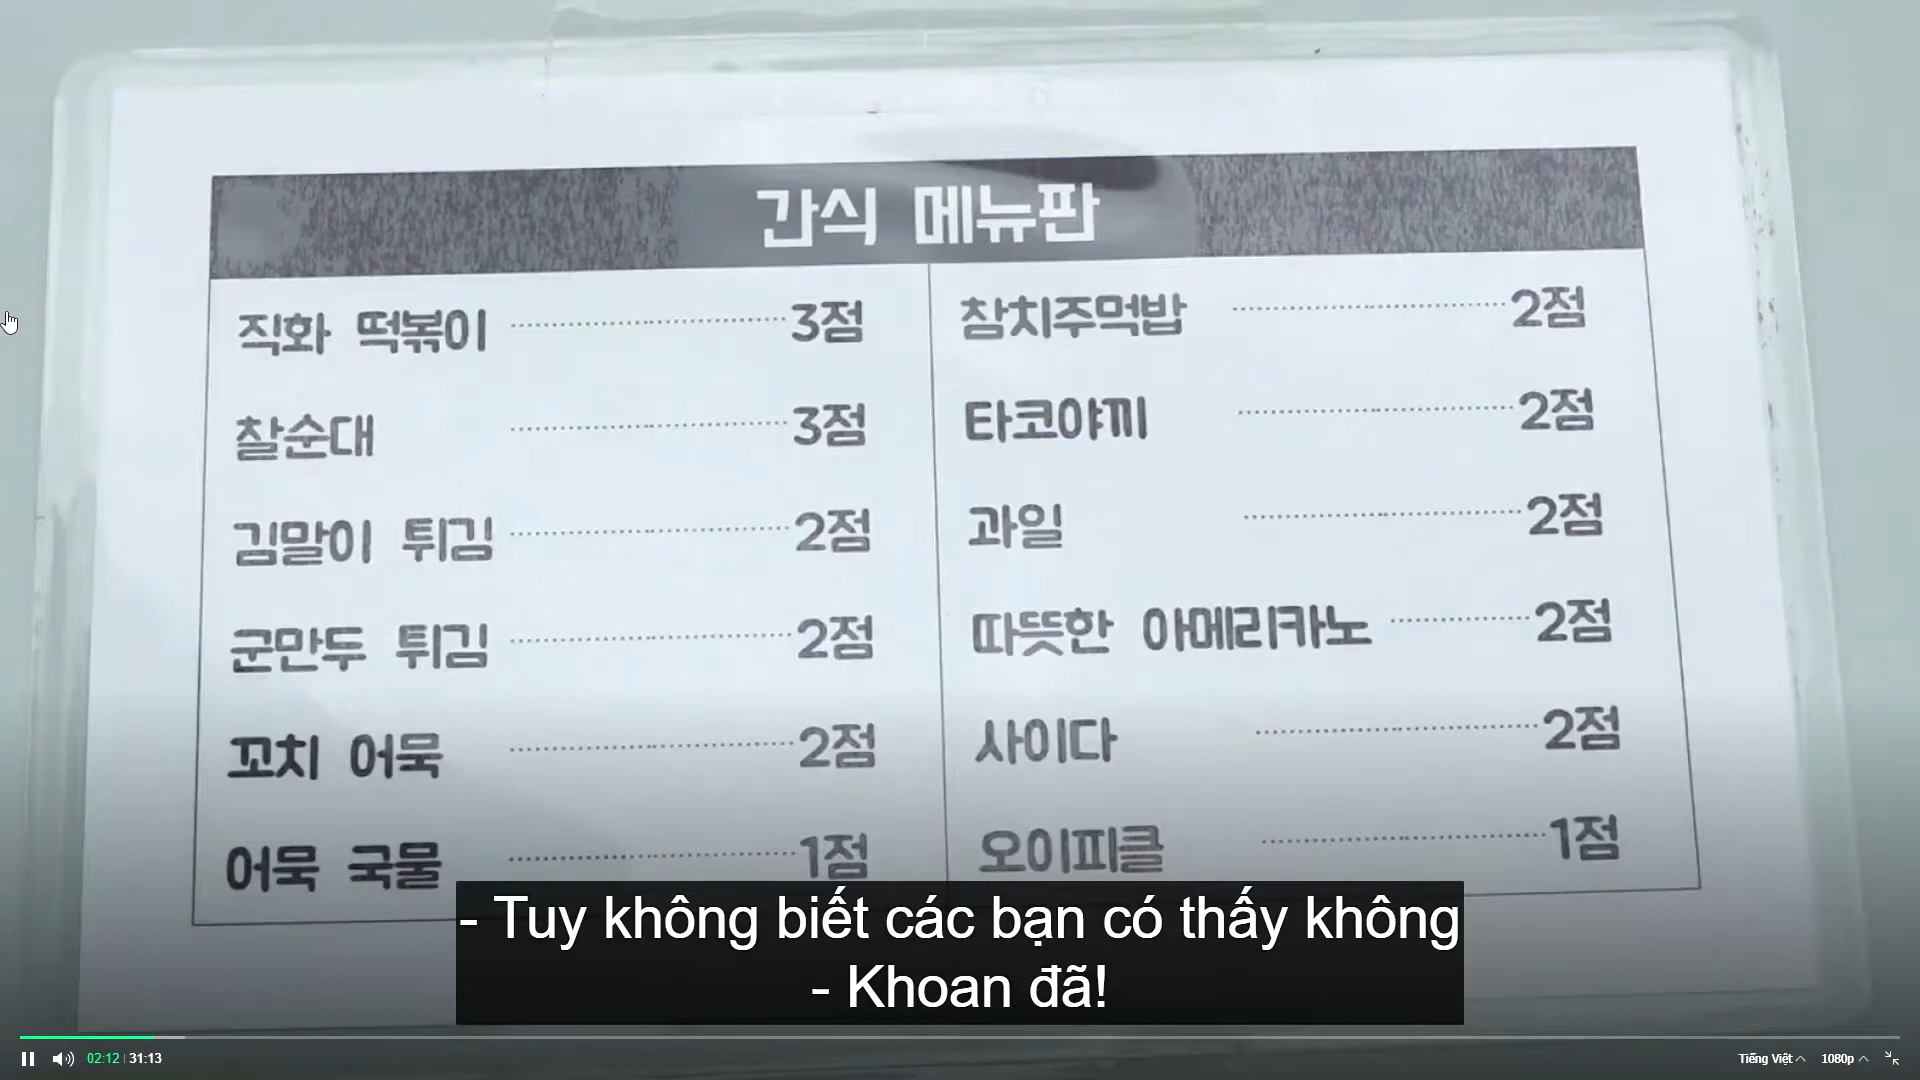 간식 메뉴판
직화 떡볶이 3점
찰순대 3점
김말이 튀김 2점
군만두 튀김 2점
꼬치 어묵 2점
어묵 국물 1점
참치주먹밥 2점
타코야끼 2점
과일 2점
따뜻한 아메리카노 2점
사이다 2점
오이피클 1점
- Tuy không biết các bạn có thấy không
- Khoan đã!
02:12 | 31:13
Tiếng Việt
1080p